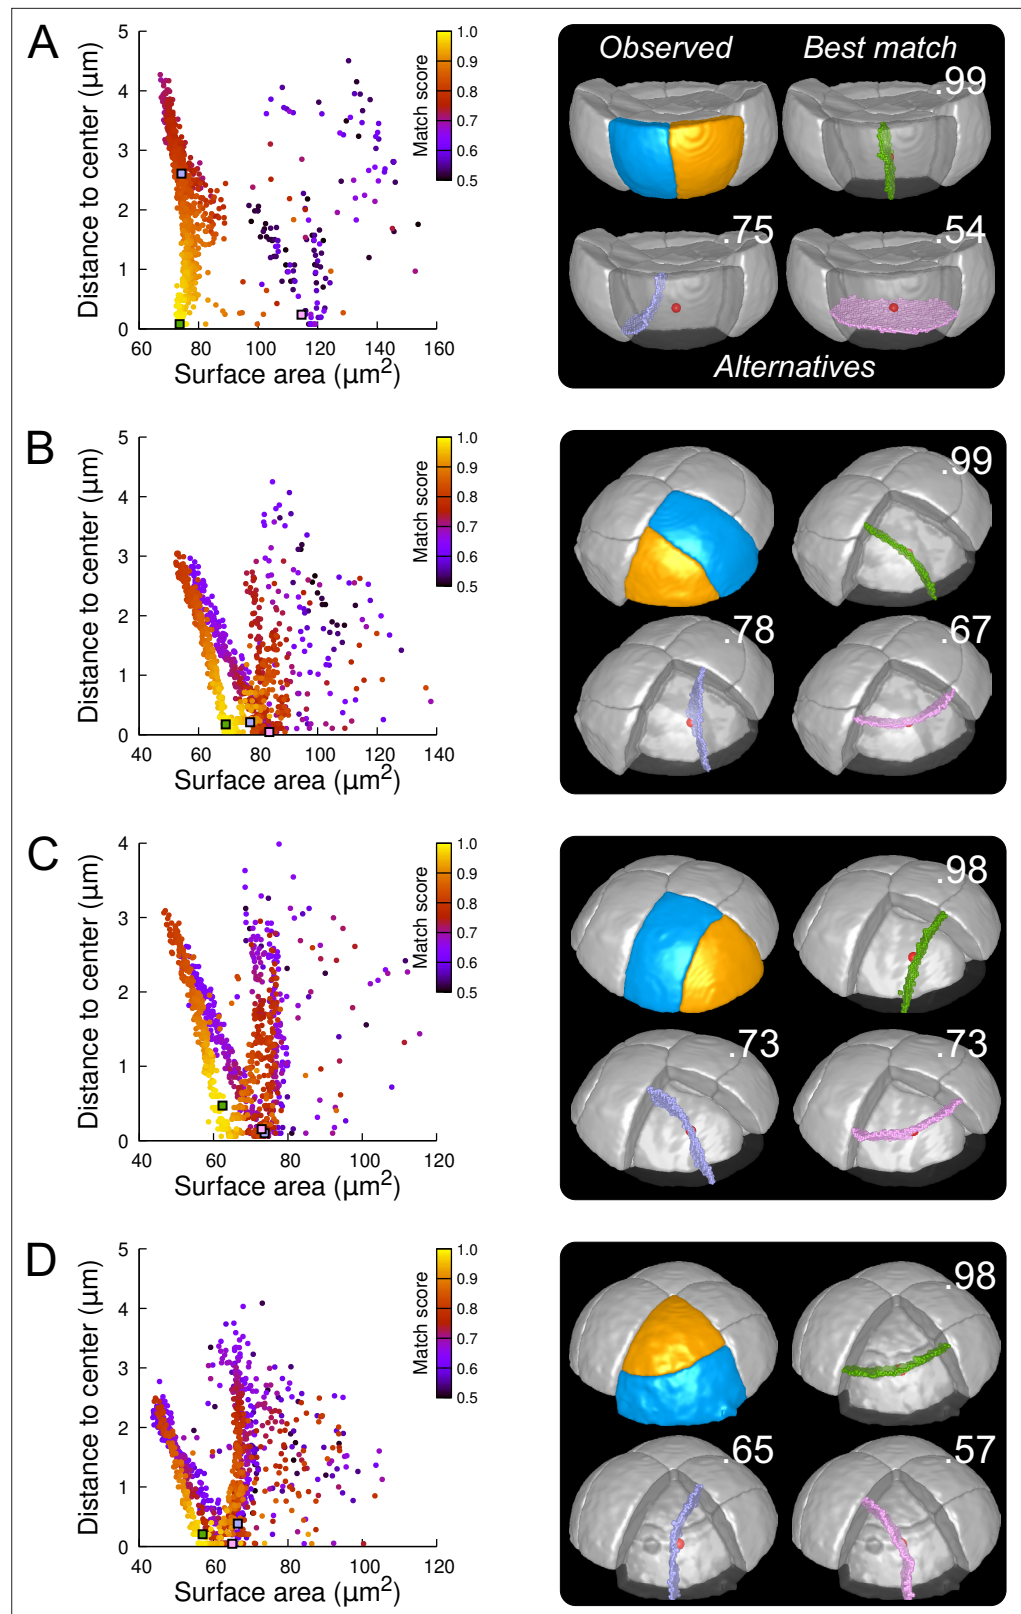 A
Distance to center (µm)
5
4
3
2
1
0
60 80 100 120 140 160
Surface area (µm²)
Match score
1.0
0.9
0.8
0.7
0.6
0.5
Observed Best match
.99
.75 .54
Alternatives
B
Distance to center (µm)
5
4
3
2
1
0
40 60 80 100 120 140
Surface area (µm²)
Match score
1.0
0.9
0.8
0.7
0.6
0.5
.99
.78 .67
C
Distance to center (µm)
4
3
2
1
0
40 60 80 100 120
Surface area (µm²)
Match score
1.0
0.9
0.8
0.7
0.6
0.5
.98
.73 .73
D
Distance to center (µm)
5
4
3
2
1
0
40 60 80 100 120
Surface area (µm²)
Match score
1.0
0.9
0.8
0.7
0.6
0.5
.98
.65 .57